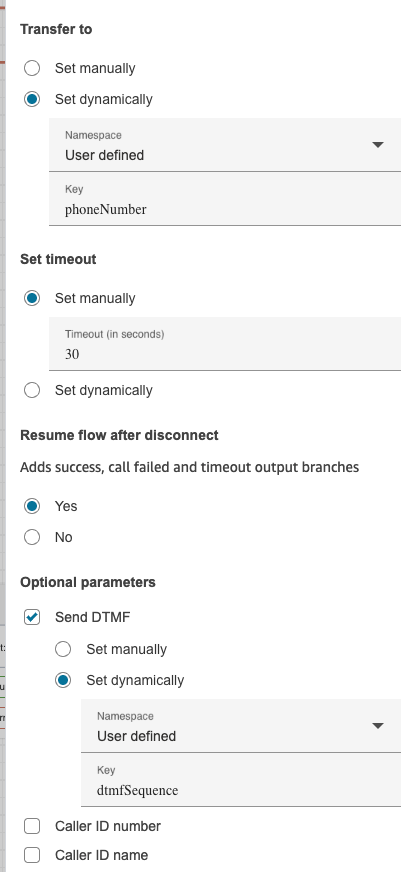 Transfer to
Set manually
Set dynamically
Namespace
User defined
Key
phoneNumber
Set timeout
Set manually
Timeout (in seconds)
30
Set dynamically
Resume flow after disconnect
Adds success, call failed and timeout output branches
Yes
No
Optional parameters
Send DTMF
Set manually
Set dynamically
Namespace
User defined
Key
dtmfSequence
Caller ID number
Caller ID name